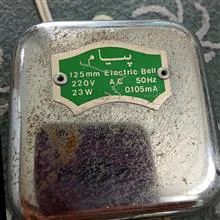 پیام
125mm Electric Bell
220V A.C 50Hz
23W 0105mA